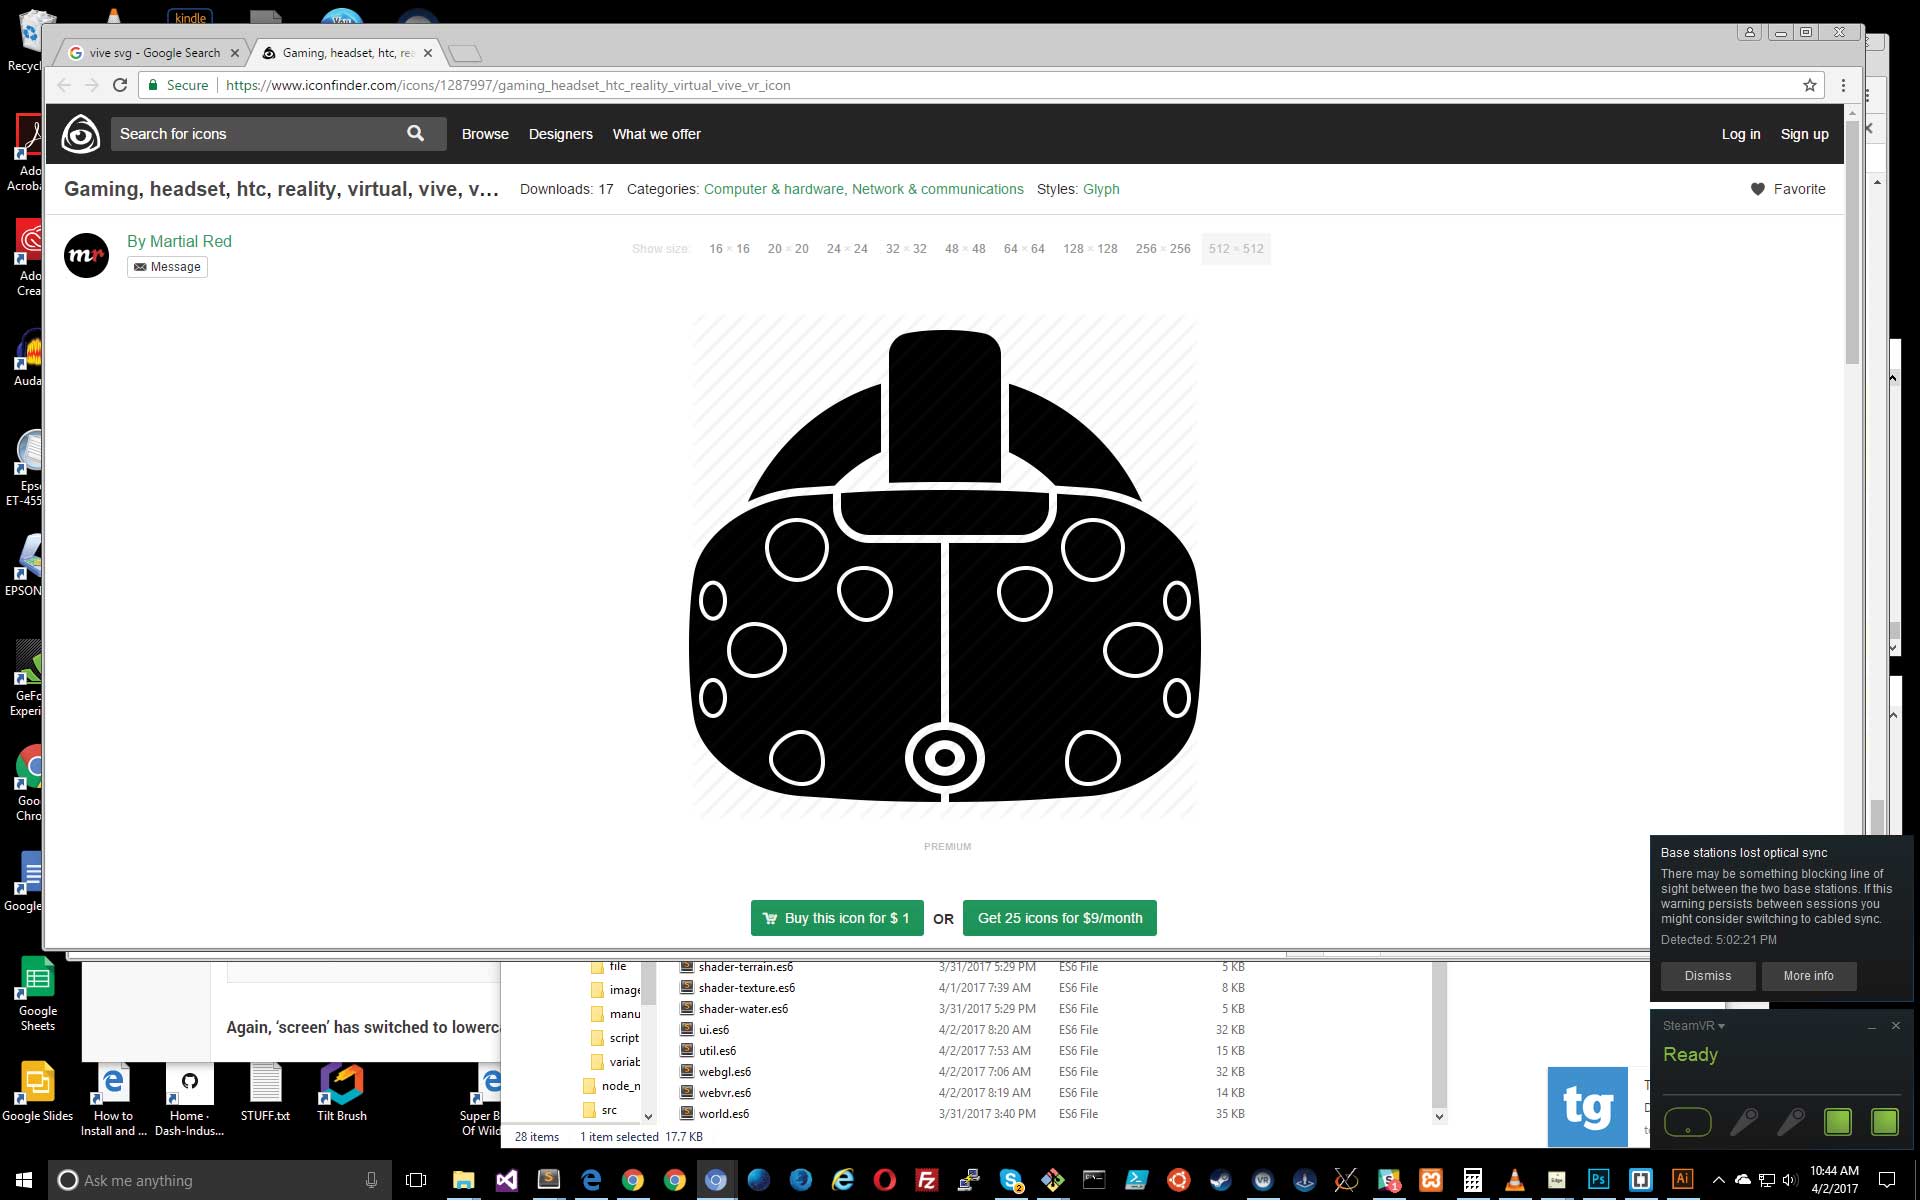 kindle
Recycl
Ado
Acroba
Ado
Crea
Auda
Eps
ET-455
EPSON
GeFo
Experi
Goo
Chro
Google
Google
Sheets
Google Slides
How to
Install and ...
Home ·
Dash-Indus...
STUFF.txt
Tilt Brush
Super B
Of Wild
vive svg - Google Search
Gaming, headset, htc, rea
Secure
https://www.iconfinder.com/icons/1287997/gaming_headset_htc_reality_virtual_vive_vr_icon
Search for icons
Browse
Designers
What we offer
Log in
Sign up
Gaming, headset, htc, reality, virtual, vive, v...
Downloads: 17
Categories: Computer & hardware, Network & communications
Styles: Glyph
Favorite
mr
By Martial Red
Message
Show size:
16 × 16
20 × 20
24 × 24
32 × 32
48 × 48
64 × 64
128 × 128
256 × 256
512 × 512
PREMIUM
Buy this icon for $ 1
OR
Get 25 icons for $9/month
Base stations lost optical sync
There may be something blocking line of
sight between the two base stations. If this
warning persists between sessions you
might consider switching to cabled sync.
Detected: 5:02:21 PM
Dismiss
More info
SteamVR
Ready
Again, ‘screen’ has switched to lowerc
file
image
manu
script
variab
node_n
src
shader-terrain.es6 3/31/2017 5:29 PM ES6 File 5 KB
shader-texture.es6 4/1/2017 7:39 AM ES6 File 8 KB
shader-water.es6 3/31/2017 5:29 PM ES6 File 5 KB
ui.es6 4/2/2017 8:20 AM ES6 File 32 KB
util.es6 4/2/2017 7:53 AM ES6 File 15 KB
webgl.es6 4/2/2017 7:06 AM ES6 File 32 KB
webvr.es6 4/2/2017 8:19 AM ES6 File 14 KB
world.es6 3/31/2017 3:40 PM ES6 File 35 KB
28 items
1 item selected 17.7 KB
tg
Ask me anything
Fz
VR
Ps
Ai
10:44 AM
4/2/2017